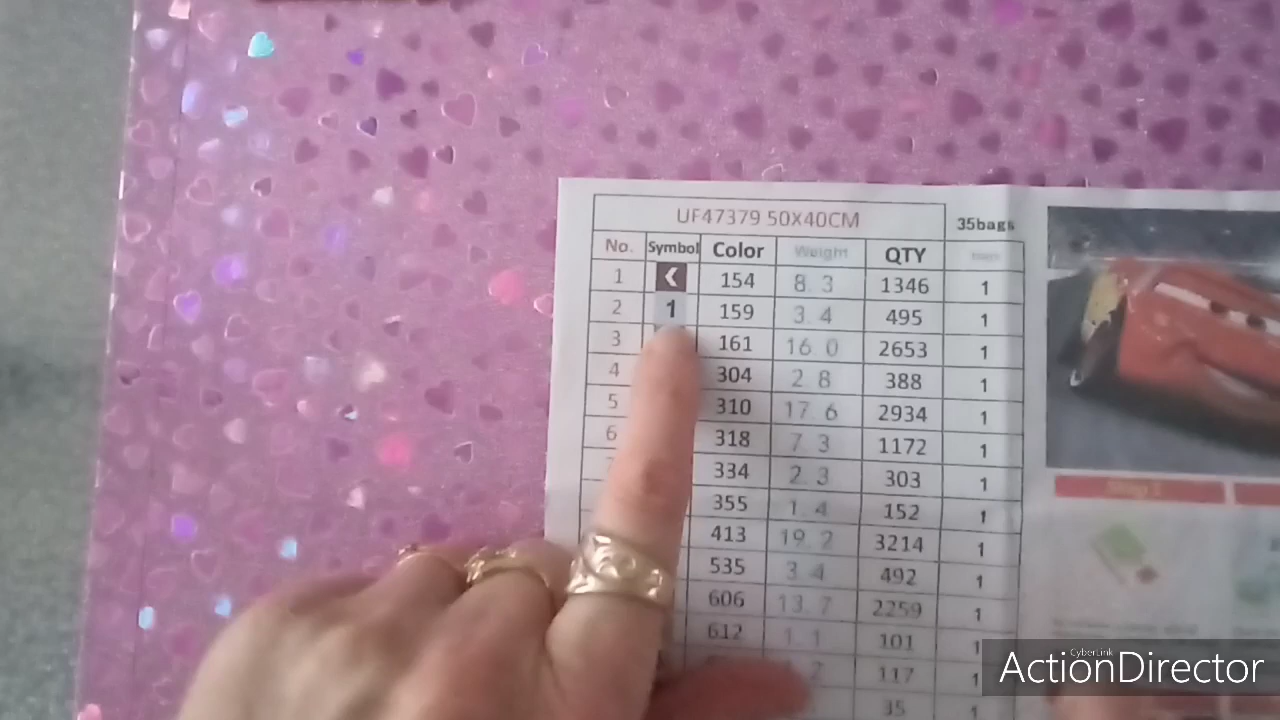 UF47379 50X40CM
35bags
No. Symbol Color Weight QTY
1 ❮ 154 8.3 1346 1
2 1 159 3.4 495 1
3 161 16.0 2653 1
4 304 2.8 388 1
5 310 17.6 2934 1
6 318 7.3 1172 1
334 2.3 303 1
355 1.4 152 1
413 19.2 3214 1
535 3.4 492 1
606 13.7 2259 1
612 1.1 101 1
117 1
35 1
CyberLink
ActionDirector